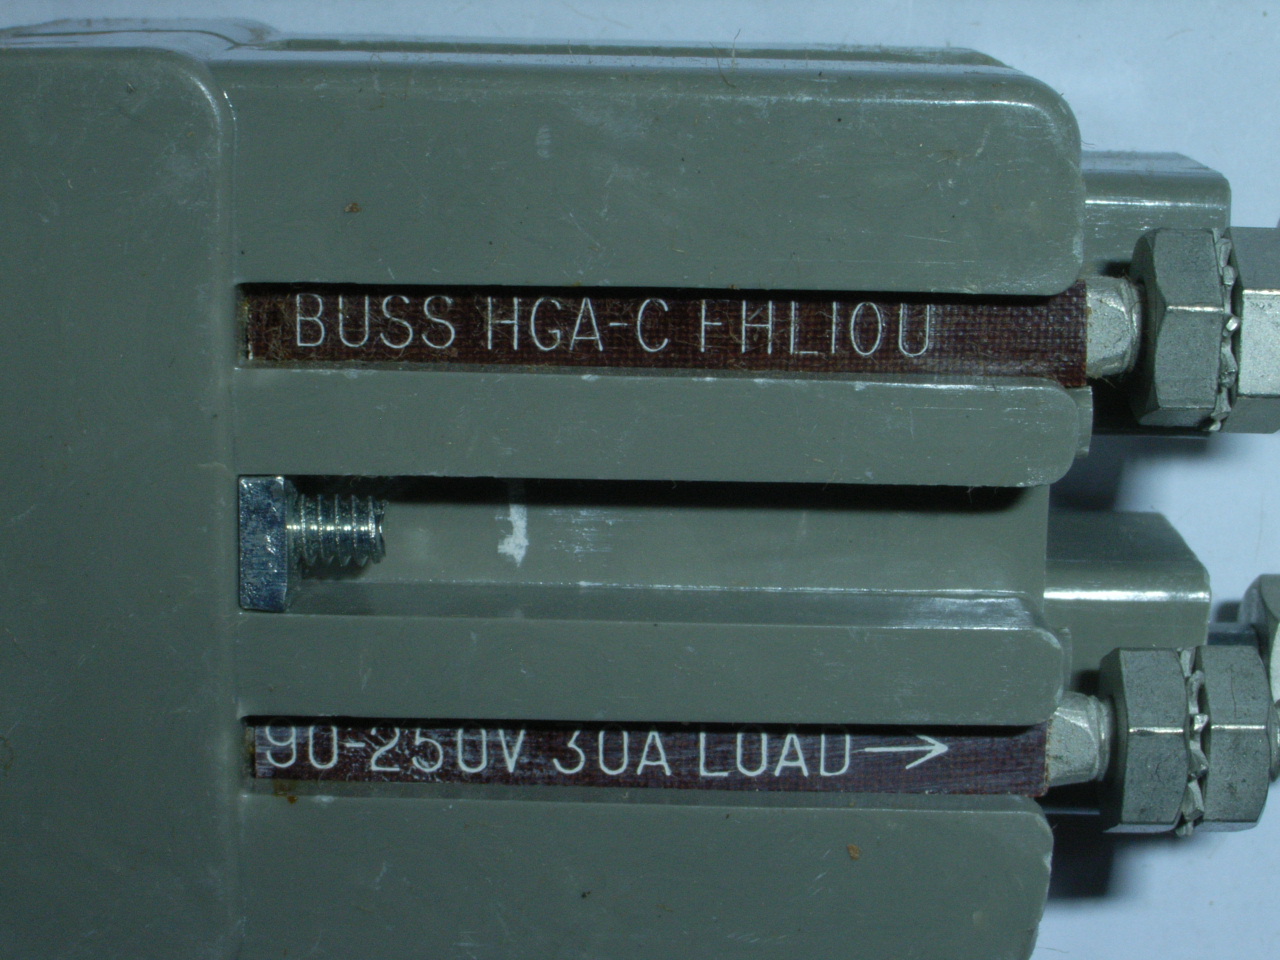 BUSS HGA-C FHL10U
90-250V 30A LOAD →